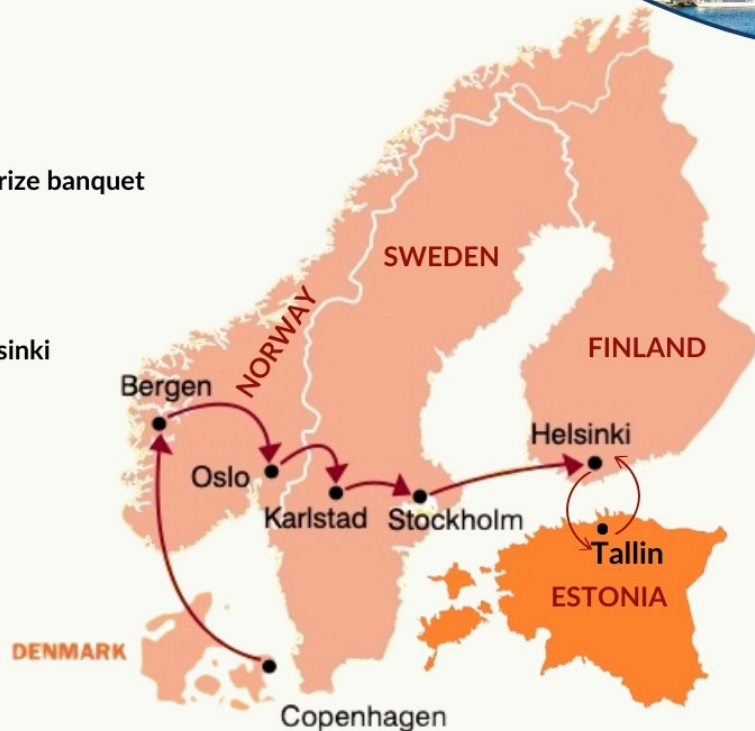 rize banquet
SWEDEN
NORWAY
sinki
FINLAND
Bergen
Helsinki
Oslo
Karlstad
Stockholm
Tallin
ESTONIA
DENMARK
Copenhagen